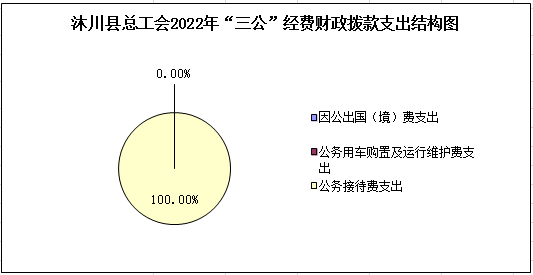 沐川县总工会2022年“三公”经费财政拨款支出结构图
0.00%
100.00%
因公出国（境）费支出
公务用车购置及运行维护费支
出
公务接待费支出